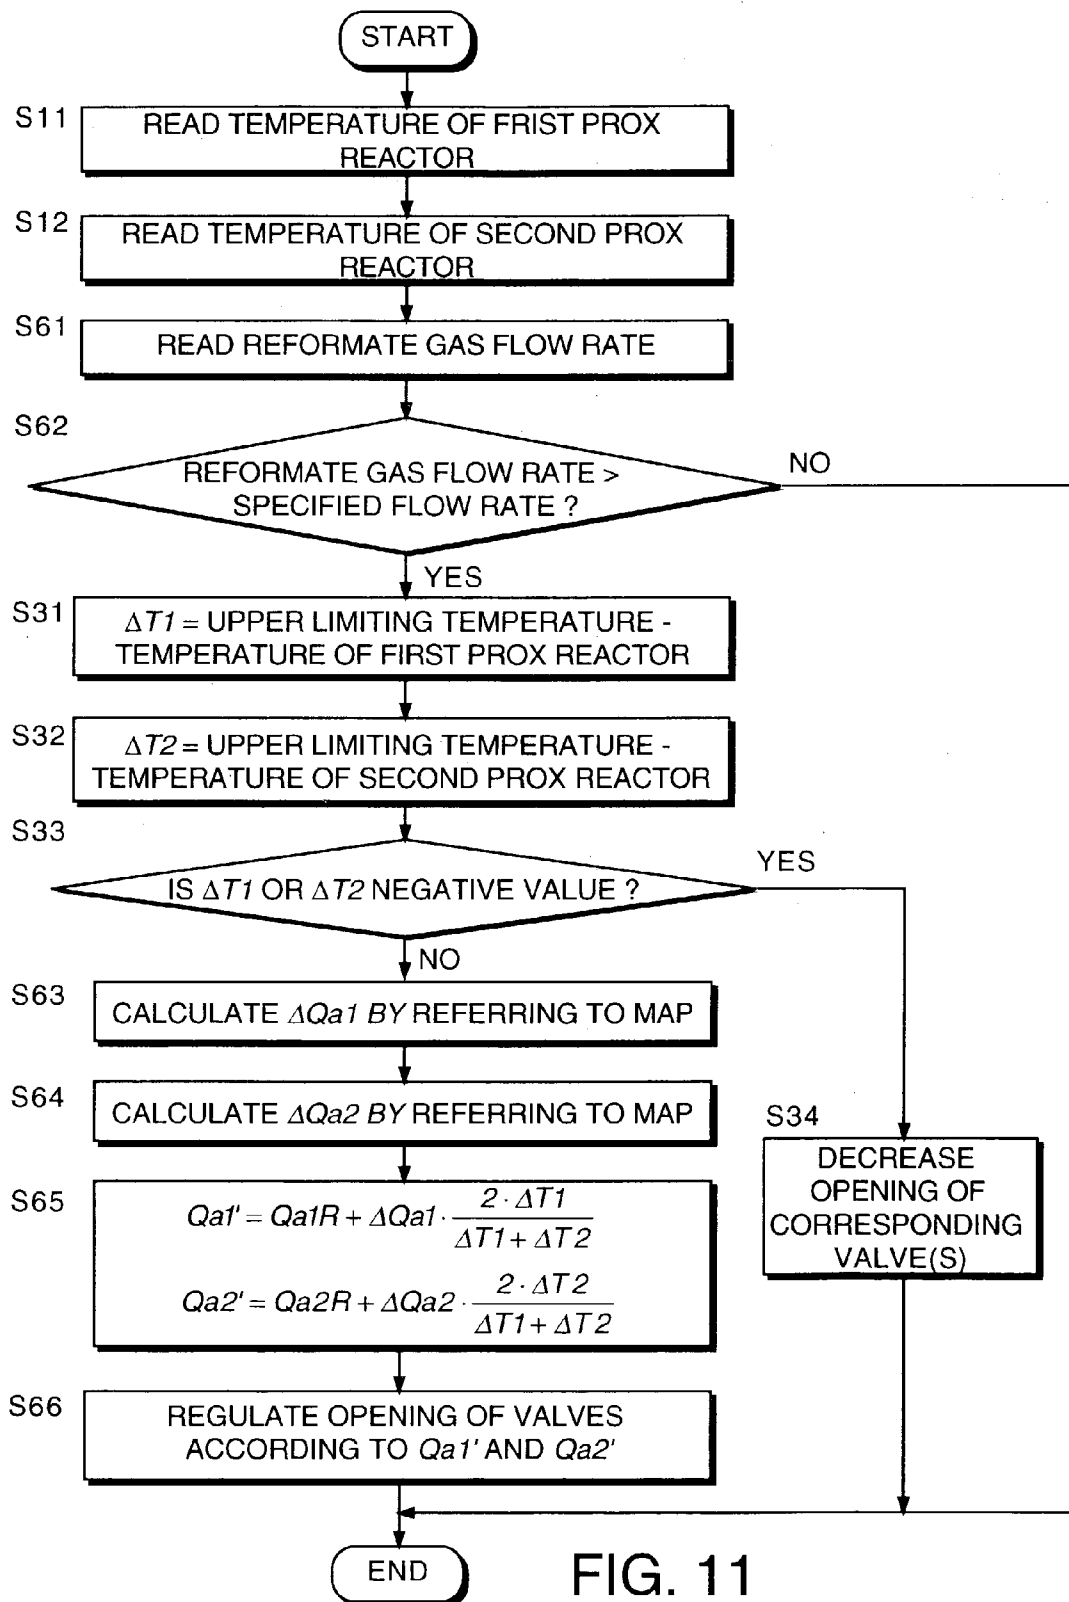 START
S11
READ TEMPERATURE OF FRIST PROX
REACTOR
S12
READ TEMPERATURE OF SECOND PROX
REACTOR
S61
READ REFORMATE GAS FLOW RATE
S62
REFORMATE GAS FLOW RATE >
SPECIFIED FLOW RATE ?
NO
YES
S31
ΔT1 = UPPER LIMITING TEMPERATURE -
TEMPERATURE OF FIRST PROX REACTOR
S32
ΔT2 = UPPER LIMITING TEMPERATURE -
TEMPERATURE OF SECOND PROX REACTOR
S33
IS ΔT1 OR ΔT2 NEGATIVE VALUE ?
YES
NO
S63
CALCULATE ΔQa1 BY REFERRING TO MAP
S64
CALCULATE ΔQa2 BY REFERRING TO MAP
S34
DECREASE
OPENING OF
CORRESPONDING
VALVE(S)
S65
Qa1' = Qa1R + ΔQa1 · 2 · ΔT1 / ΔT1 + ΔT2
Qa2' = Qa2R + ΔQa2 · 2 · ΔT2 / ΔT1 + ΔT2
S66
REGULATE OPENING OF VALVES
ACCORDING TO Qa1' AND Qa2'
END
FIG. 11